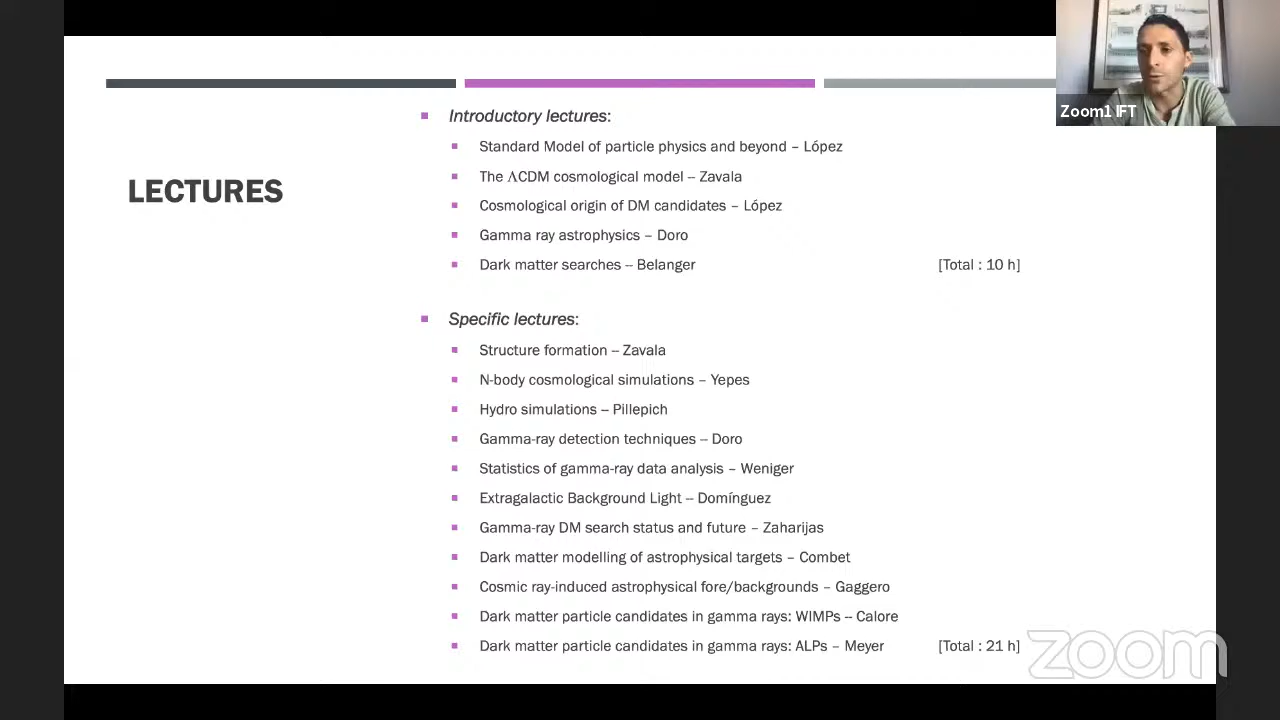 LECTURES
Introductory lectures:
Standard Model of particle physics and beyond – López
The ΛCDM cosmological model -- Zavala
Cosmological origin of DM candidates – López
Gamma ray astrophysics – Doro
Dark matter searches -- Belanger [Total : 10 h]
Specific lectures:
Structure formation -- Zavala
N-body cosmological simulations – Yepes
Hydro simulations -- Pillepich
Gamma-ray detection techniques -- Doro
Statistics of gamma-ray data analysis – Weniger
Extragalactic Background Light -- Domínguez
Gamma-ray DM search status and future – Zaharijas
Dark matter modelling of astrophysical targets – Combet
Cosmic ray-induced astrophysical fore/backgrounds – Gaggero
Dark matter particle candidates in gamma rays: WIMPs -- Calore
Dark matter particle candidates in gamma rays: ALPs – Meyer [Total : 21 h]
Zoom1 IFT
zoom